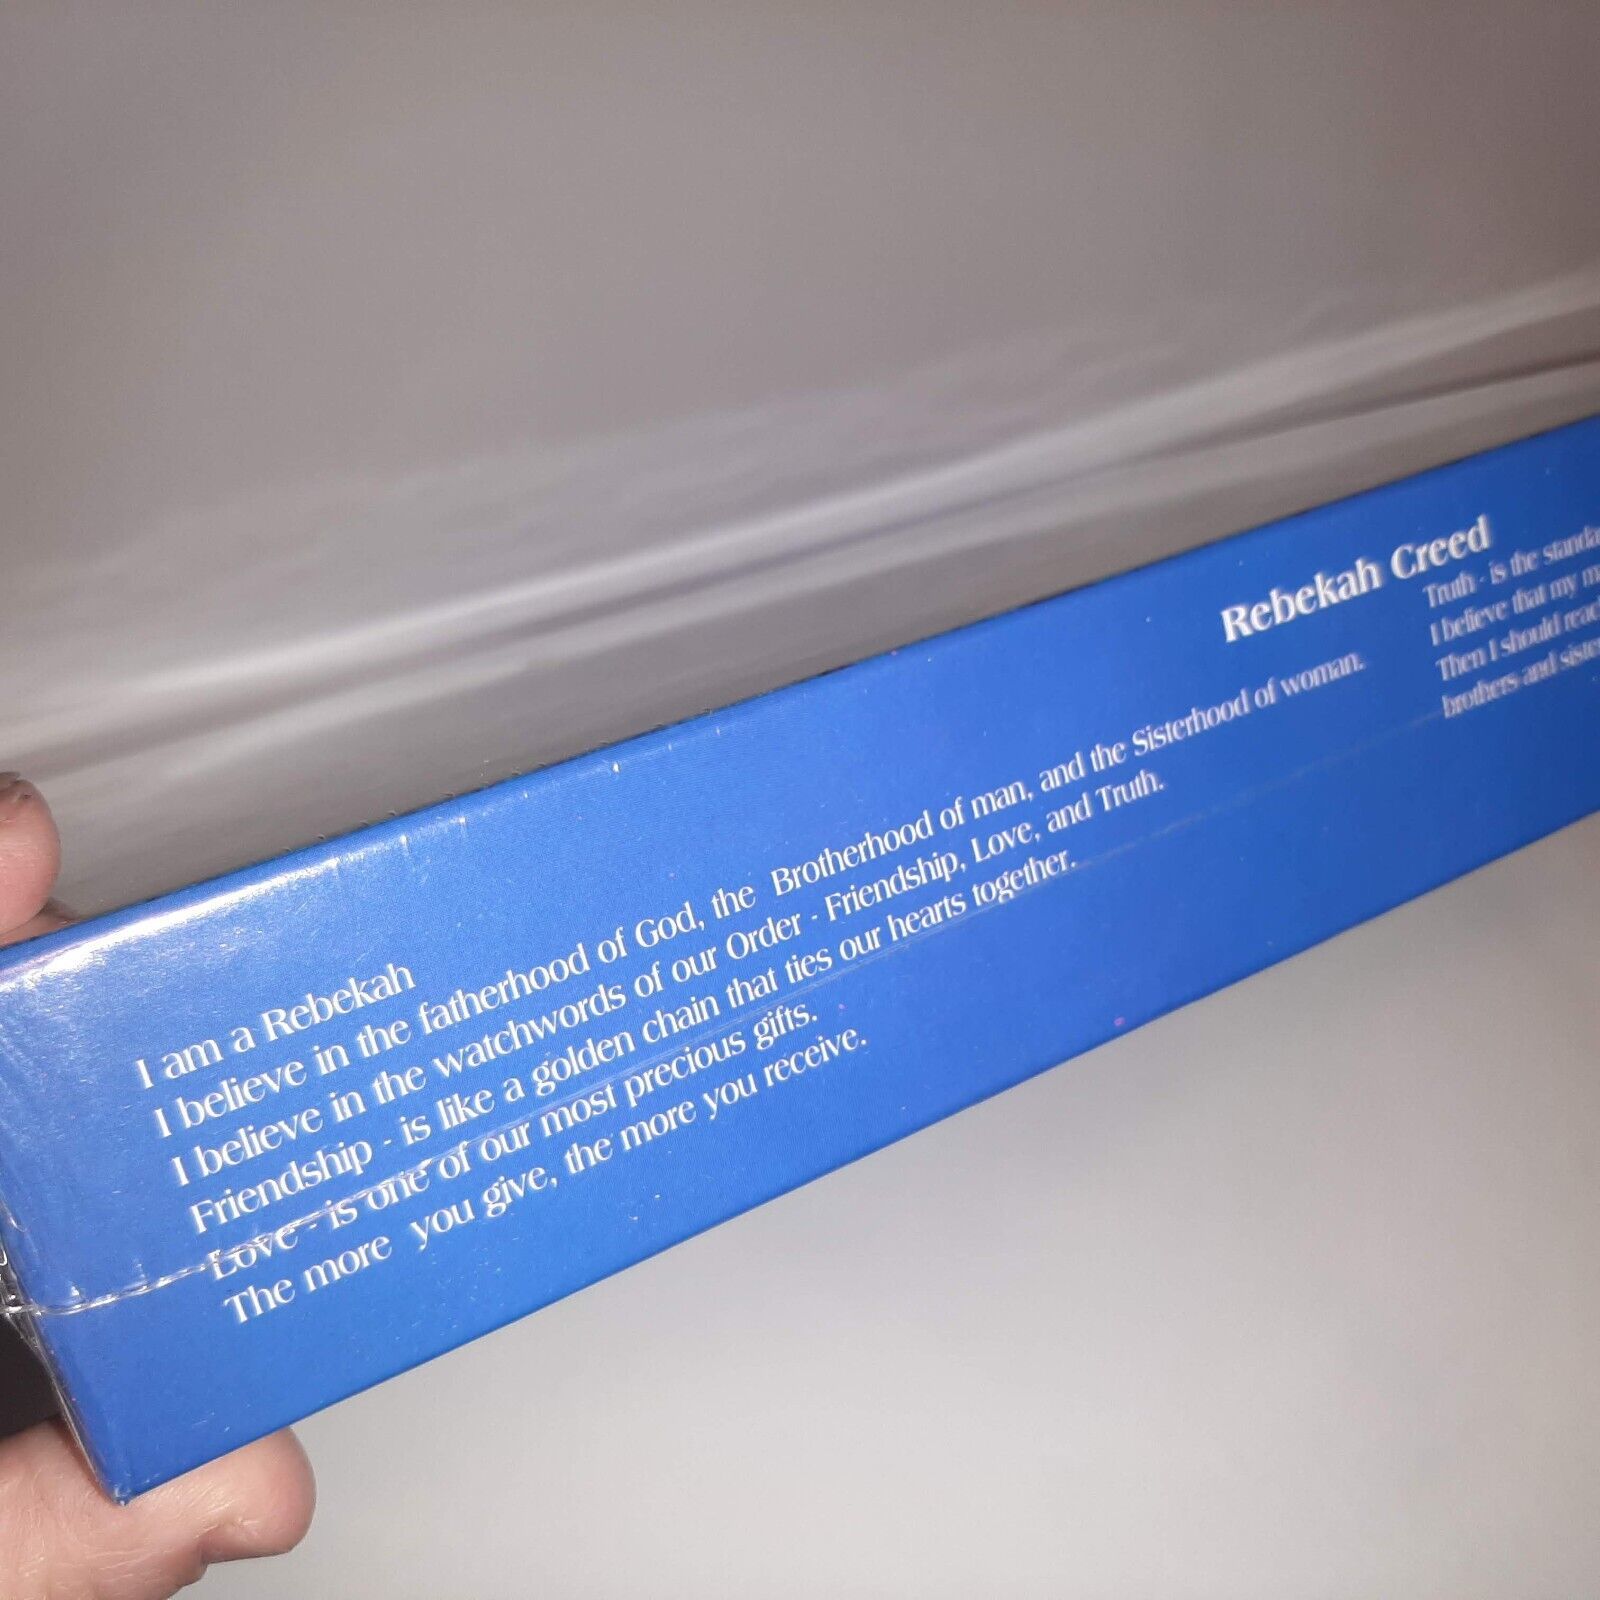 Rebekah Creed
I am a Rebekah
I believe in the fatherhood of God, the Brotherhood of man, and the Sisterhood of woman.
I believe in the watchwords of our Order - Friendship, Love, and Truth.
Friendship - is like a golden chain that ties our hearts together.
Love - is one of our most precious gifts.
The more you give, the more you receive.
Truth - is the
I believe that my
Then I should
brothers and